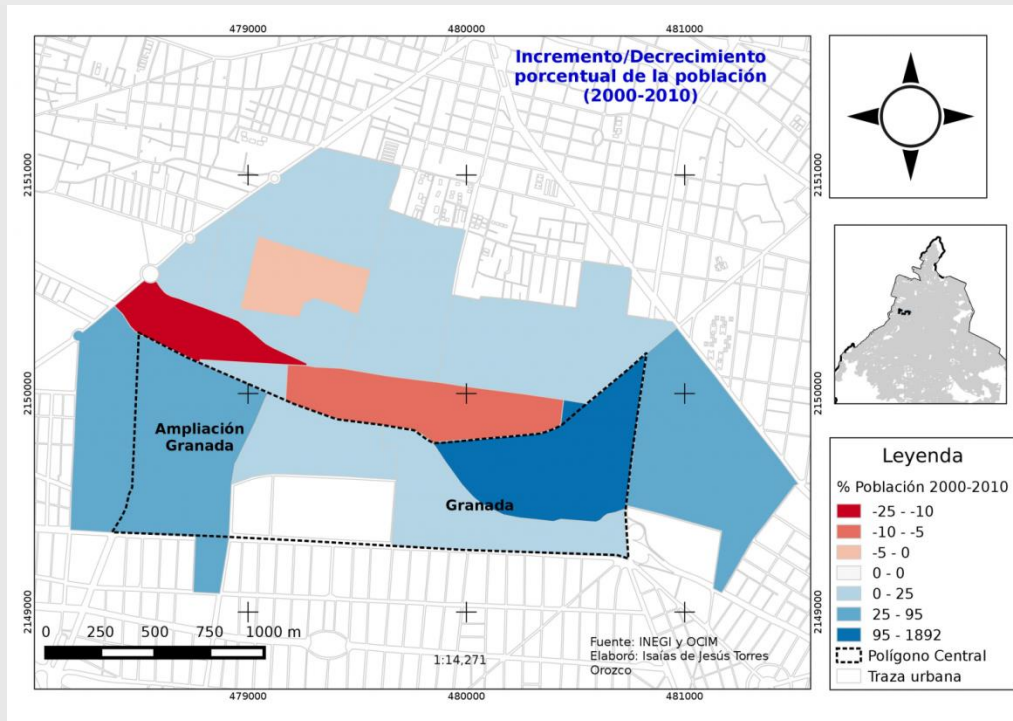 479000
480000
481000
Incremento/Decrecimiento
porcentual de la población
(2000-2010)
2151000
2151000
2150000
2150000
Ampliación
Granada
Granada
2149000
2149000
0 250 500 750 1000 m
1:14,271
Fuente: INEGI y OCIM
Elaboró: Isaías de Jesús Torres
Orozco
479000
480000
481000
Leyenda
% Población 2000-2010
-25 - -10
-10 - -5
-5 - 0
0 - 0
0 - 25
25 - 95
95 - 1892
Polígono Central
Traza urbana